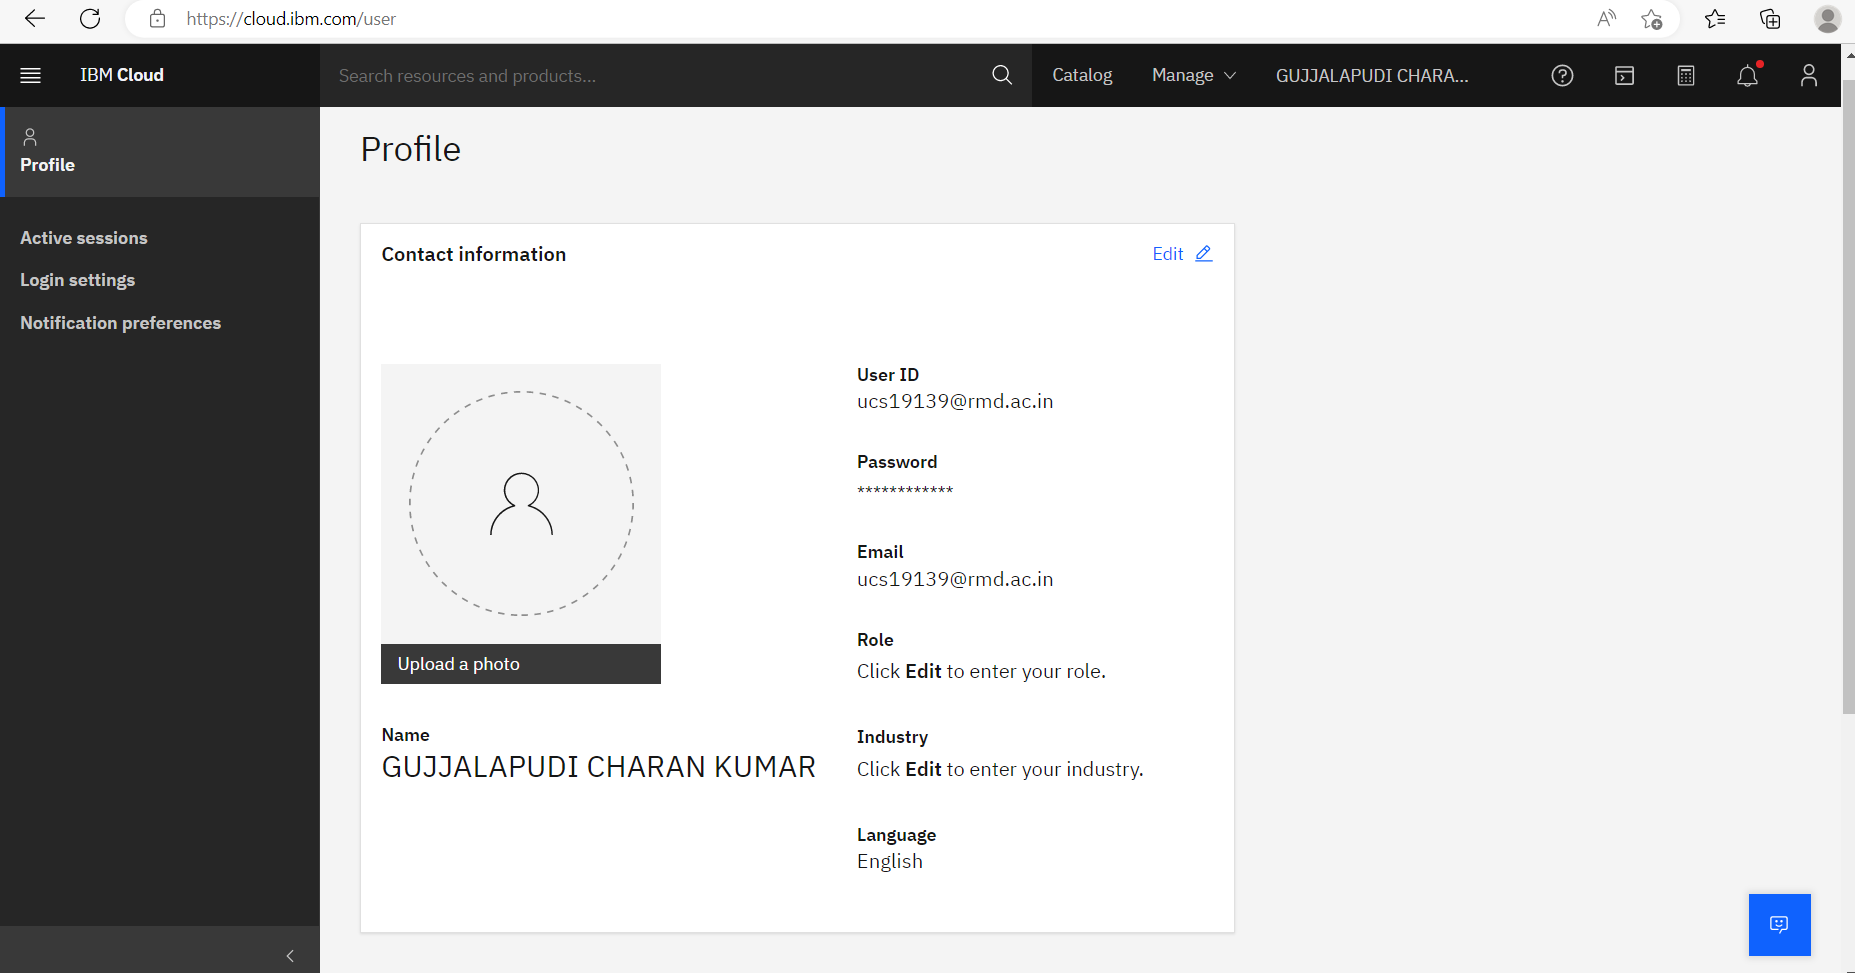 https://cloud.ibm.com/user
IBM Cloud
Search resources and products...
Catalog
Manage
GUJJALAPUDI CHARA...
Profile
Active sessions
Login settings
Notification preferences
Profile
Contact information
Edit
Upload a photo
Name
GUJJALAPUDI CHARAN KUMAR
User ID
ucs19139@rmd.ac.in
Password
************
Email
ucs19139@rmd.ac.in
Role
Click Edit to enter your role.
Industry
Click Edit to enter your industry.
Language
English